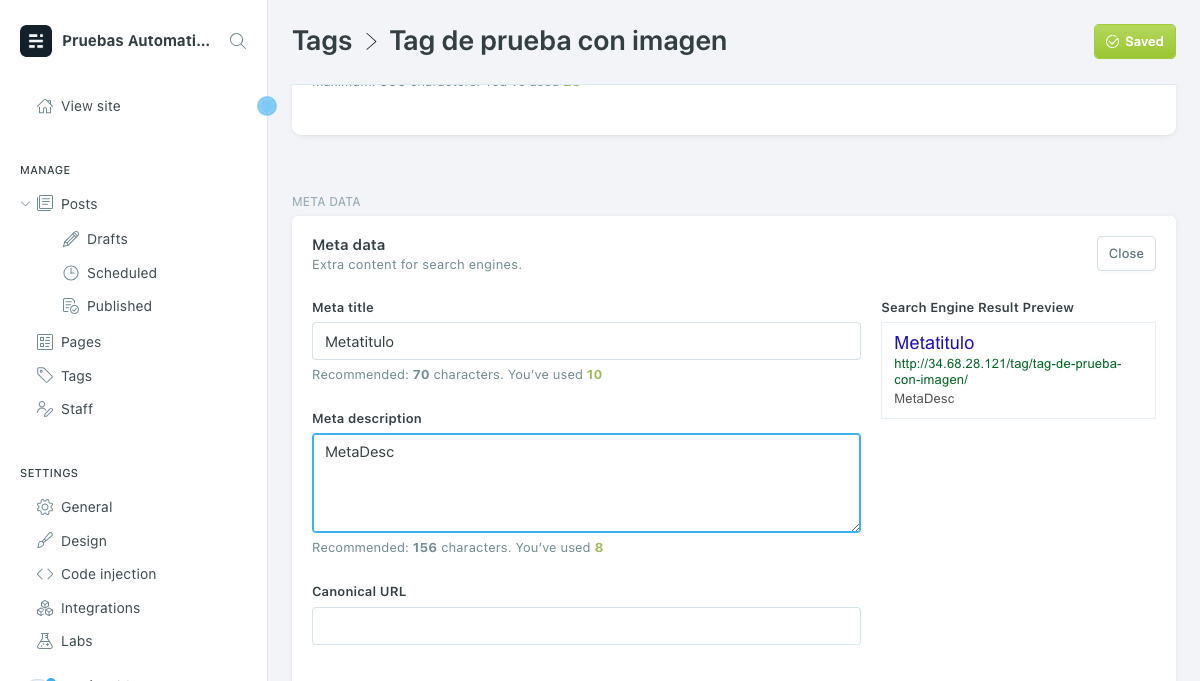 Pruebas Automati...
View site
MANAGE
Posts
Drafts
Scheduled
Published
Pages
Tags
Staff
SETTINGS
General
Design
Code injection
Integrations
Labs
Tags > Tag de prueba con imagen
Saved
META DATA
Meta data
Extra content for search engines.
Close
Meta title
Metatitulo
Recommended: 70 characters. You've used 10
Meta description
MetaDesc
Recommended: 156 characters. You've used 8
Canonical URL
Search Engine Result Preview
Metatitulo
http://34.68.28.121/tag/tag-de-prueba-
con-imagen/
MetaDesc